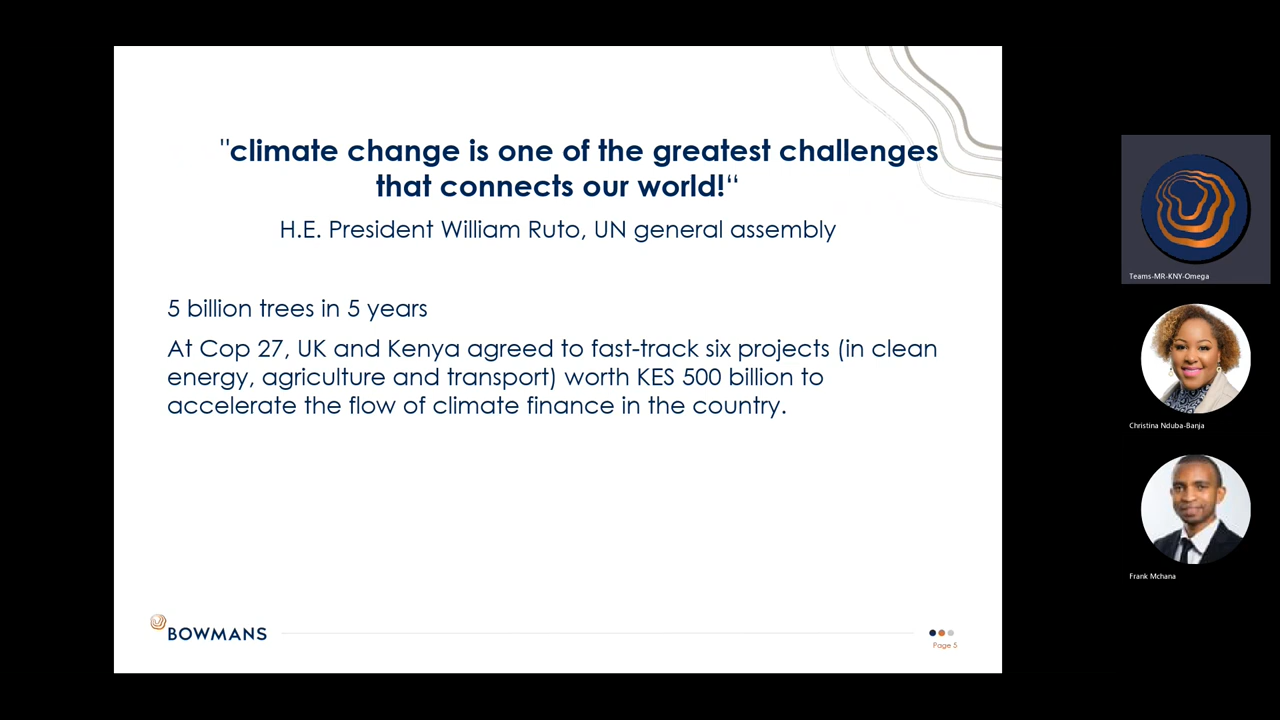 "climate change is one of the greatest challenges
that connects our world!“
H.E. President William Ruto, UN general assembly
5 billion trees in 5 years
At Cop 27, UK and Kenya agreed to fast-track six projects (in clean
energy, agriculture and transport) worth KES 500 billion to
accelerate the flow of climate finance in the country.
BOWMANS
Page 5
Teams-MR-KNY-Omega
Christina Nduba-Banja
Frank Mchana